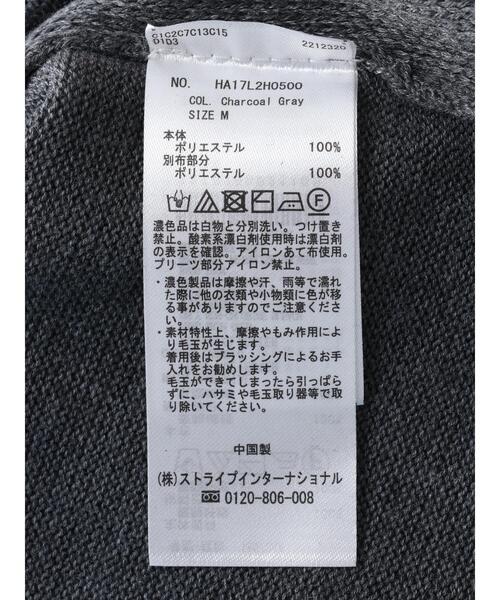 C1C2C7C13C15
D1D3
2212320
NO. HA17L2H0500
COL. Charcoal Gray
SIZE M
本体
ポリエステル 100%
別布部分
ポリエステル 100%
濃色品は白物と分別洗い。つけ置き
禁止。酸素系漂白剤使用時は漂白剤
の表示を確認。アイロンあて布使用。
プリーツ部分アイロン禁止。
・濃色製品は摩擦や汗、雨等で濡れ
た際に他の衣類や小物類に色が移
る事がありますのでご注意くださ
い。
・素材特性上、摩擦やもみ作用によ
り毛玉が生じます。
着用後はブラッシングによるお手
入れをお勧めします。
毛玉ができてしまったら引っぱら
ずに、ハサミや毛玉取り器等で取
り除いてください。
中国製
(株)ストライプインターナショナル
0120-806-008